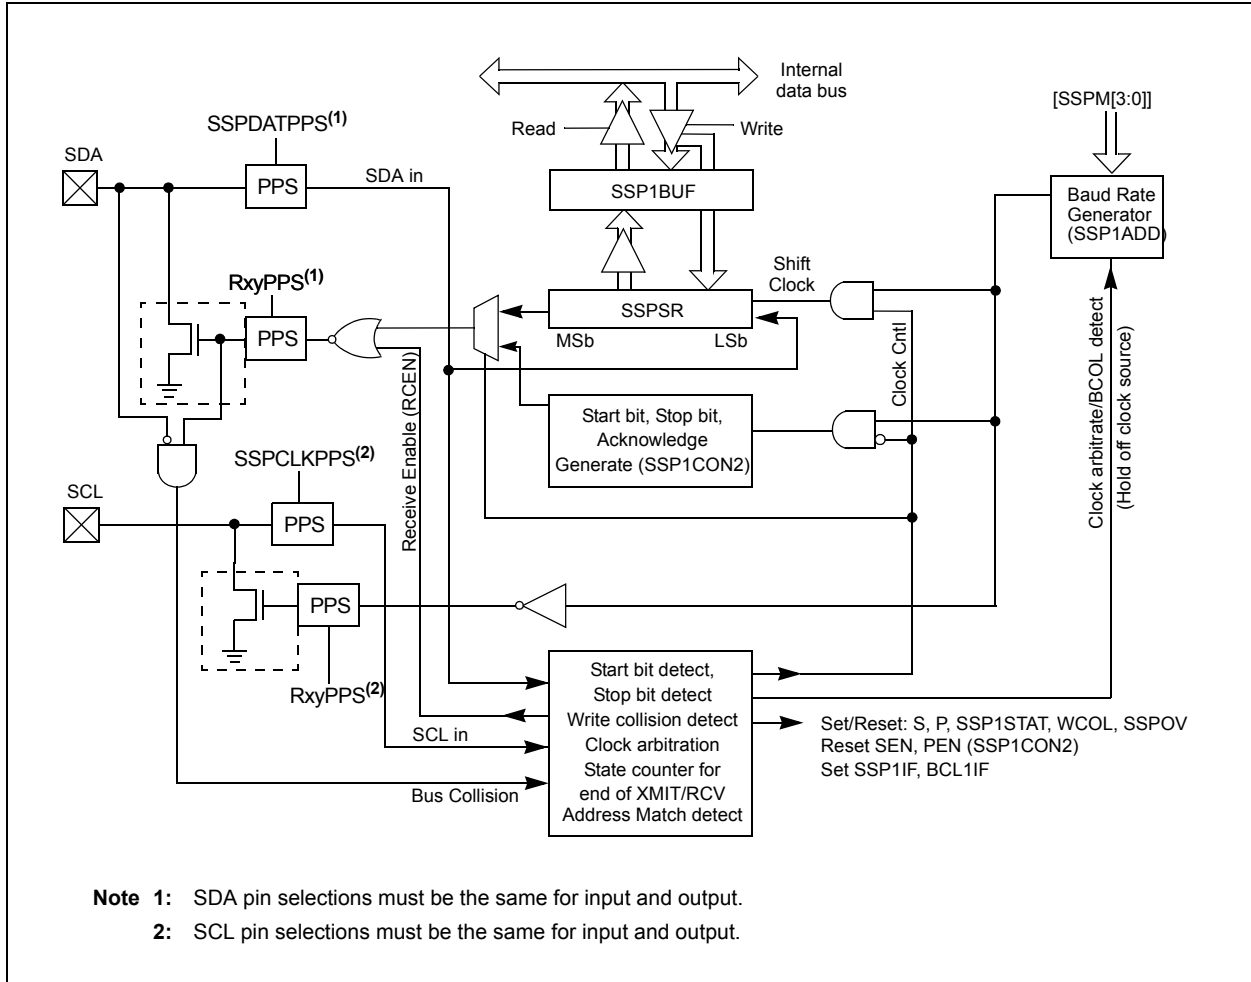 Internal
data bus
[SSPM[3:0]]
SSPDATPPS(1)
Read
Write
SDA
PPS
SDA in
SSP1BUF
Baud Rate
Generator
(SSP1ADD)
RxyPPS(1)
Shift
Clock
PPS
SSPSR
MSb
LSb
Clock Cntl
Clock arbitrate/BCOL detect
(Hold off clock source)
Receive Enable (RCEN)
Start bit, Stop bit,
Acknowledge
Generate (SSP1CON2)
SSPCLKPPS(2)
SCL
PPS
PPS
RxyPPS(2)
SCL in
Bus Collision
Start bit detect,
Stop bit detect
Write collision detect
Clock arbitration
State counter for
end of XMIT/RCV
Address Match detect
Set/Reset: S, P, SSP1STAT, WCOL, SSPOV
Reset SEN, PEN (SSP1CON2)
Set SSP1IF, BCL1IF
Note 1: SDA pin selections must be the same for input and output.
2: SCL pin selections must be the same for input and output.